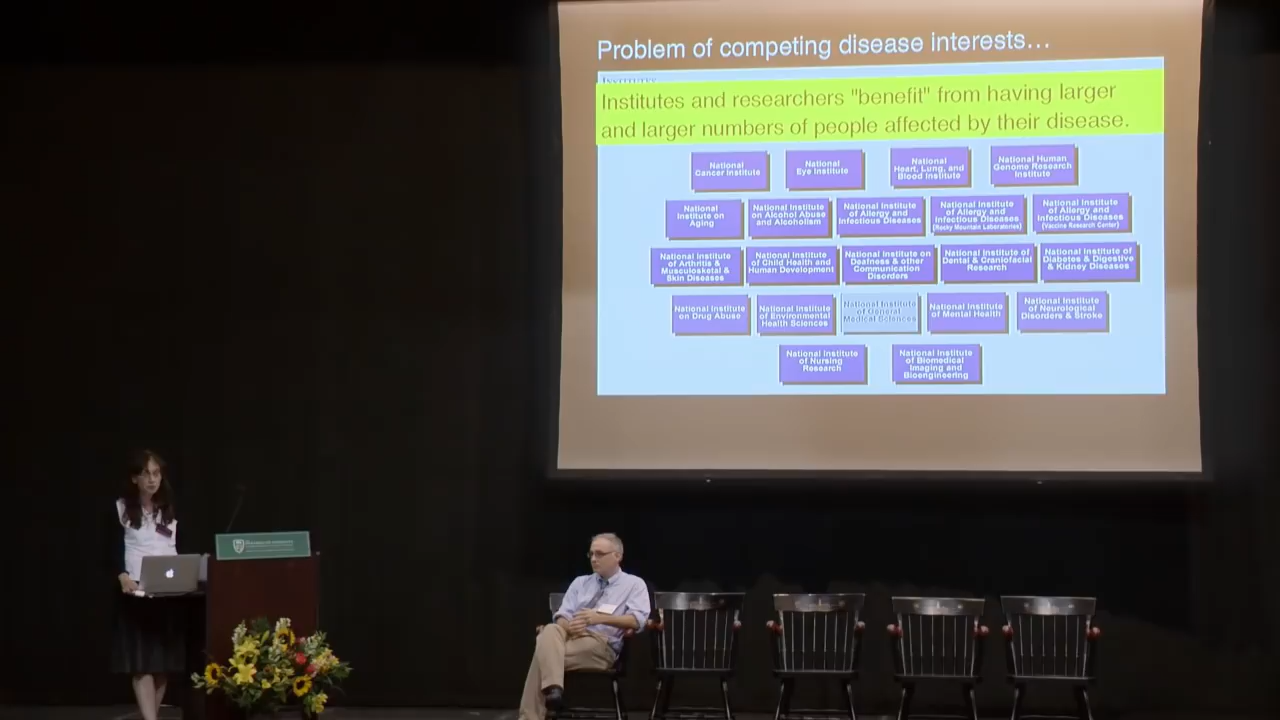 Problem of competing disease interests…
Institutes and researchers "benefit" from having larger
and larger numbers of people affected by their disease.
National
Cancer Institute
National
Eye Institute
National
Heart, Lung, and
Blood Institute
National Human
Genome Research
Institute
National
Institute on
Aging
National Institute
on Alcohol Abuse
and Alcoholism
National Institute
of Allergy and
Infectious Diseases
National Institute
of Allergy and
Infectious Diseases
(Rocky Mountain Laboratories)
National Institute
of Allergy and
Infectious Diseases
(Vaccine Research Center)
National Institute
of Arthritis &
Musculosketal &
Skin Diseases
National Institute
of Child Health and
Human Development
National Institute on
Deafness & other
Communication
Disorders
National Institute of
Dental & Craniofacial
Research
National Institute of
Diabetes & Digestive
& Kidney Diseases
National Institute
on Drug Abuse
National Institute
of Environmental
Health Sciences
National Institute
of General
Medical Sciences
National Institute
of Mental Health
National Institute
of Neurological
Disorders & Stroke
National Institute
of Nursing
Research
National Institute
of Biomedical
Imaging and
Bioengineering